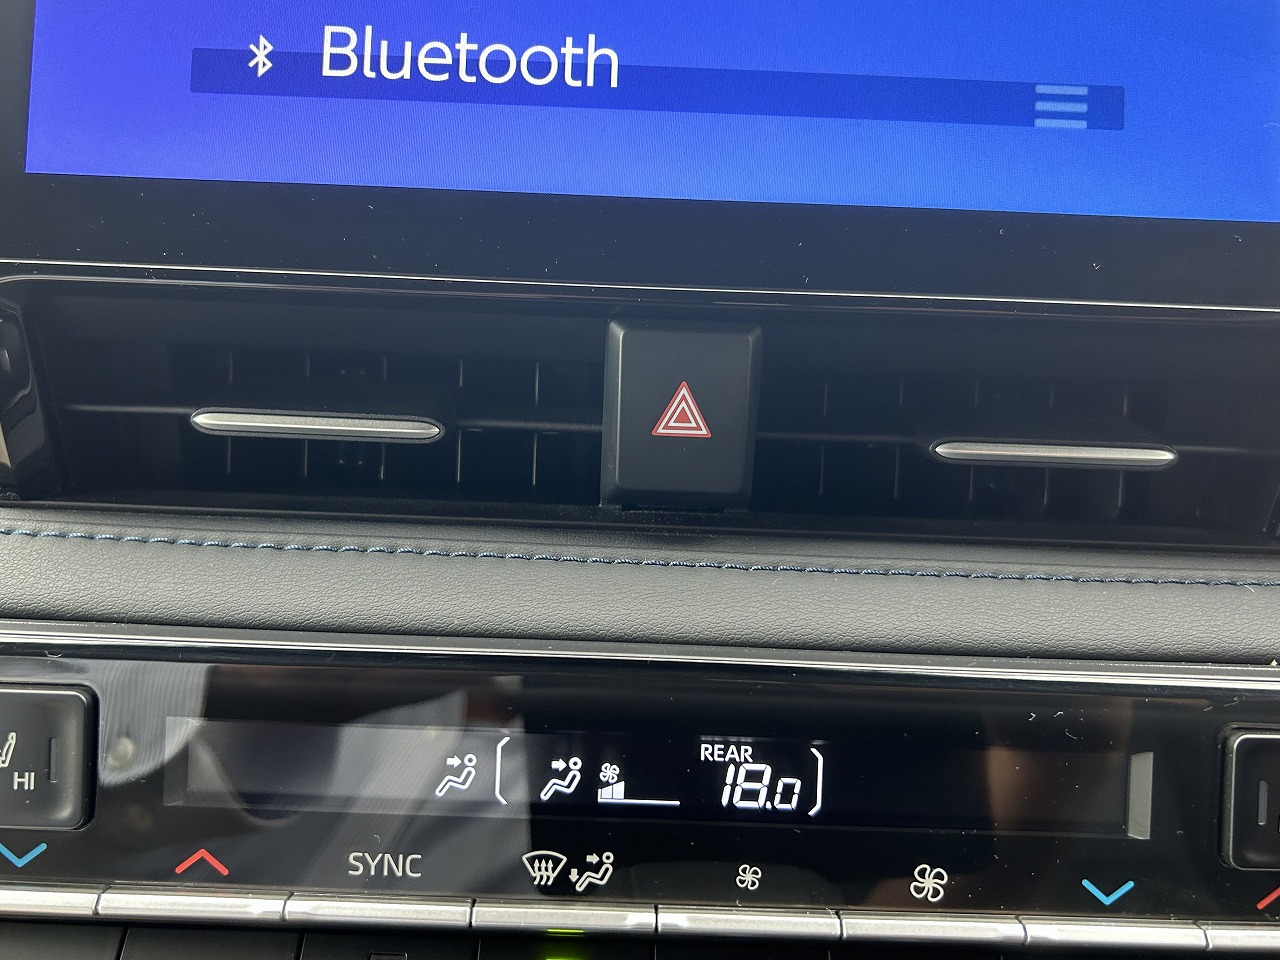 Bluetooth
REAR
18.0
HI
SYNC